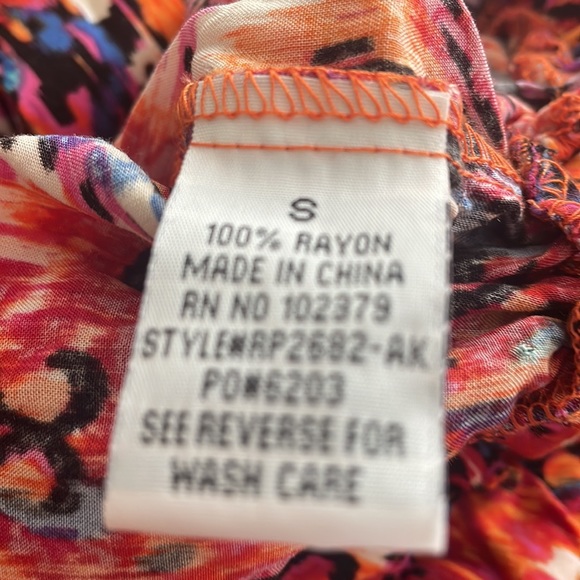 S
100% RAYON
MADE IN CHINA
RN NO 102379
STYLE#RP2682-AK
PO#6203
SEE REVERSE FOR
WASH CARE